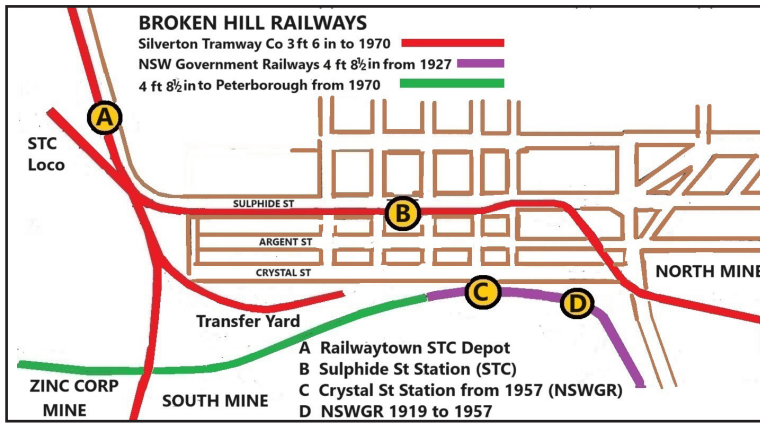 BROKEN HILL RAILWAYS
Silverton Tramway Co 3 ft 6 in to 1970
NSW Government Railways 4 ft 8½ in from 1927
4 ft 8½ in to Peterborough from 1970
A
STC
Loco
SULPHIDE ST
B
ARGENT ST
CRYSTAL ST
NORTH MINE
C
D
Transfer Yard
A Railwaytown STC Depot
B Sulphide St Station (STC)
C Crystal St Station from 1957 (NSWGR)
D NSWGR 1919 to 1957
ZINC CORP
MINE
SOUTH MINE